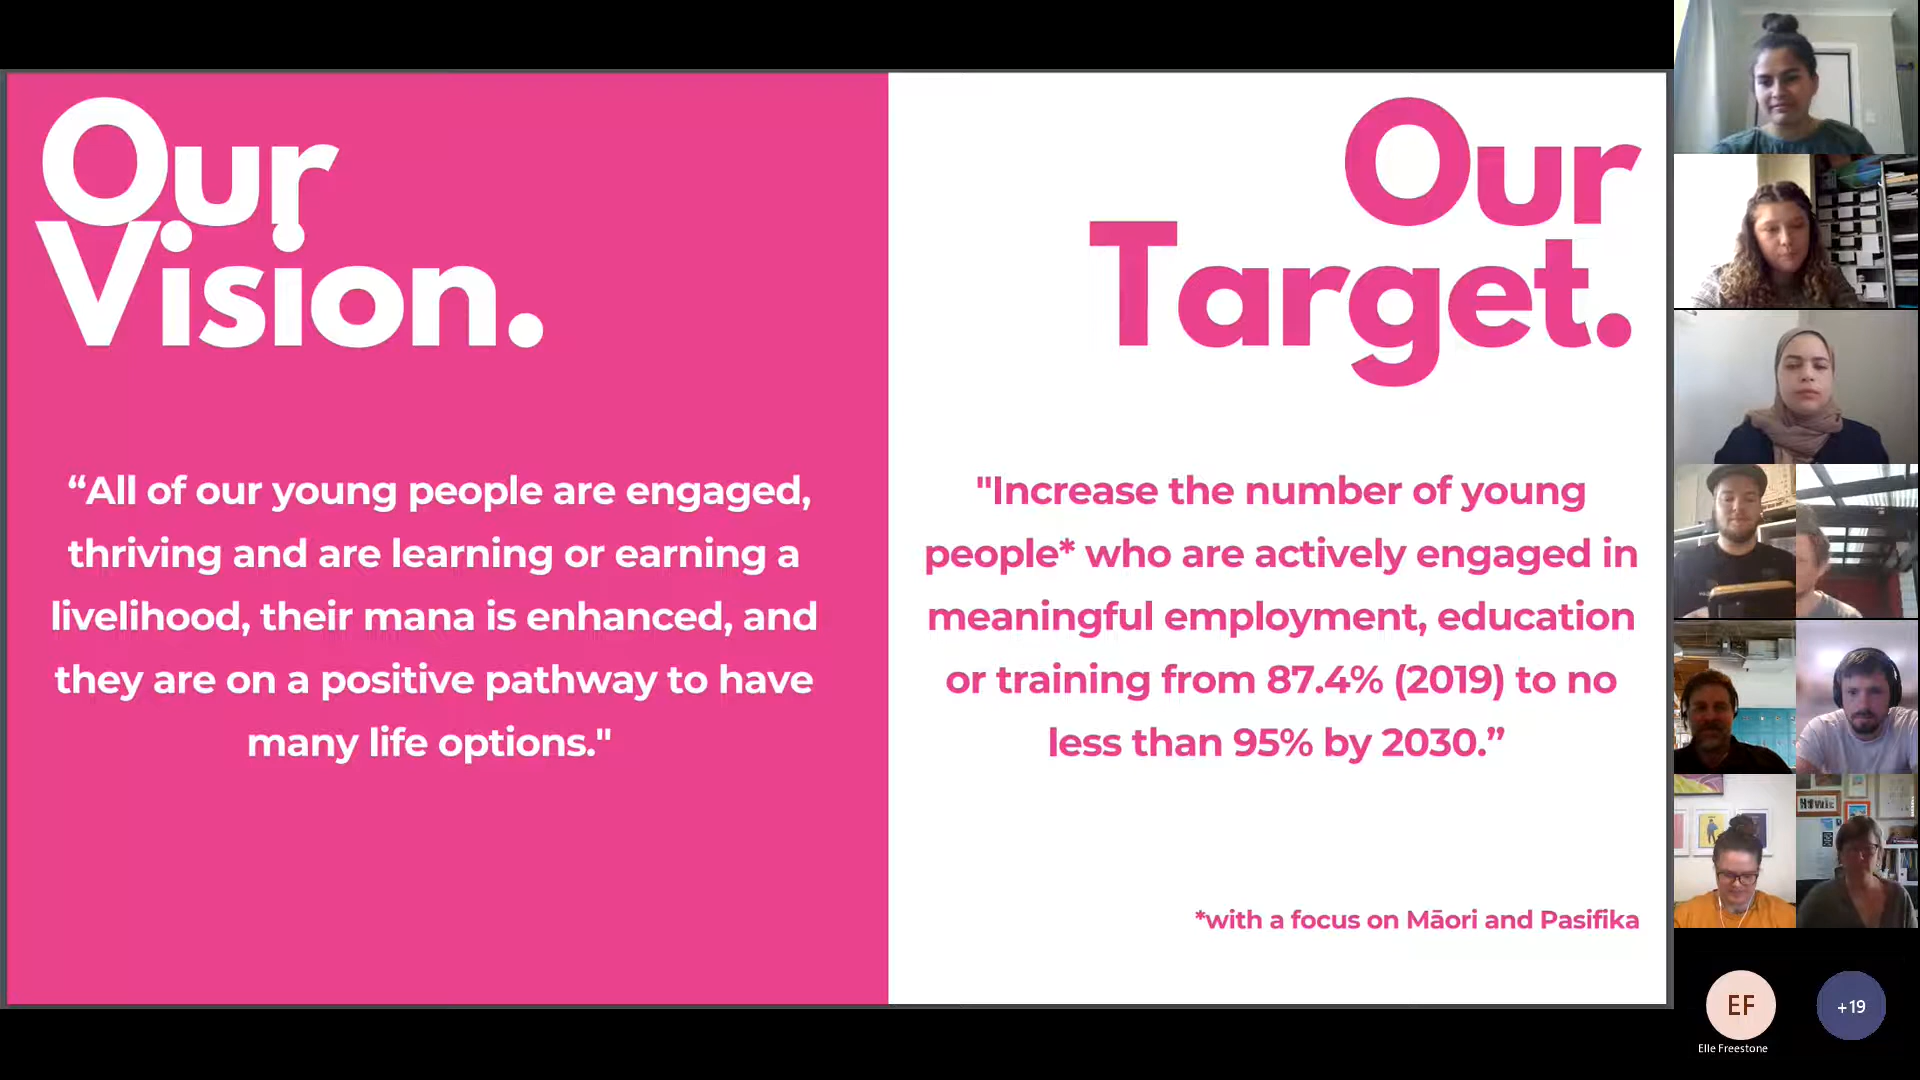 Our
Vision.
“All of our young people are engaged,
thriving and are learning or earning a
livelihood, their mana is enhanced, and
they are on a positive pathway to have
many life options."
Our
Target.
"Increase the number of young
people* who are actively engaged in
meaningful employment, education
or training from 87.4% (2019) to no
less than 95% by 2030.”
*with a focus on Māori and Pasifika
EF
Elle Freestone
+19